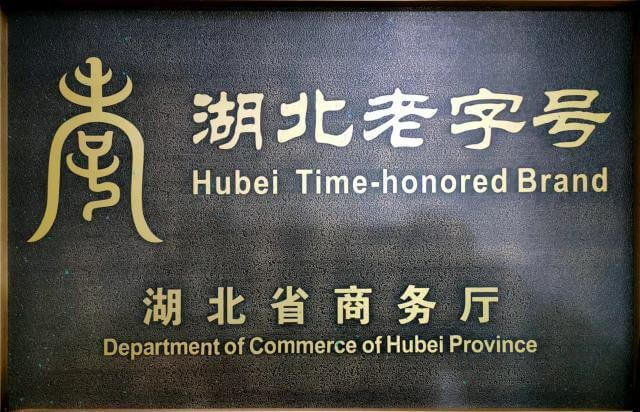 湖北老字号
Hubei Time-honored Brand
湖北省商务厅
Department of Commerce of Hubei Province